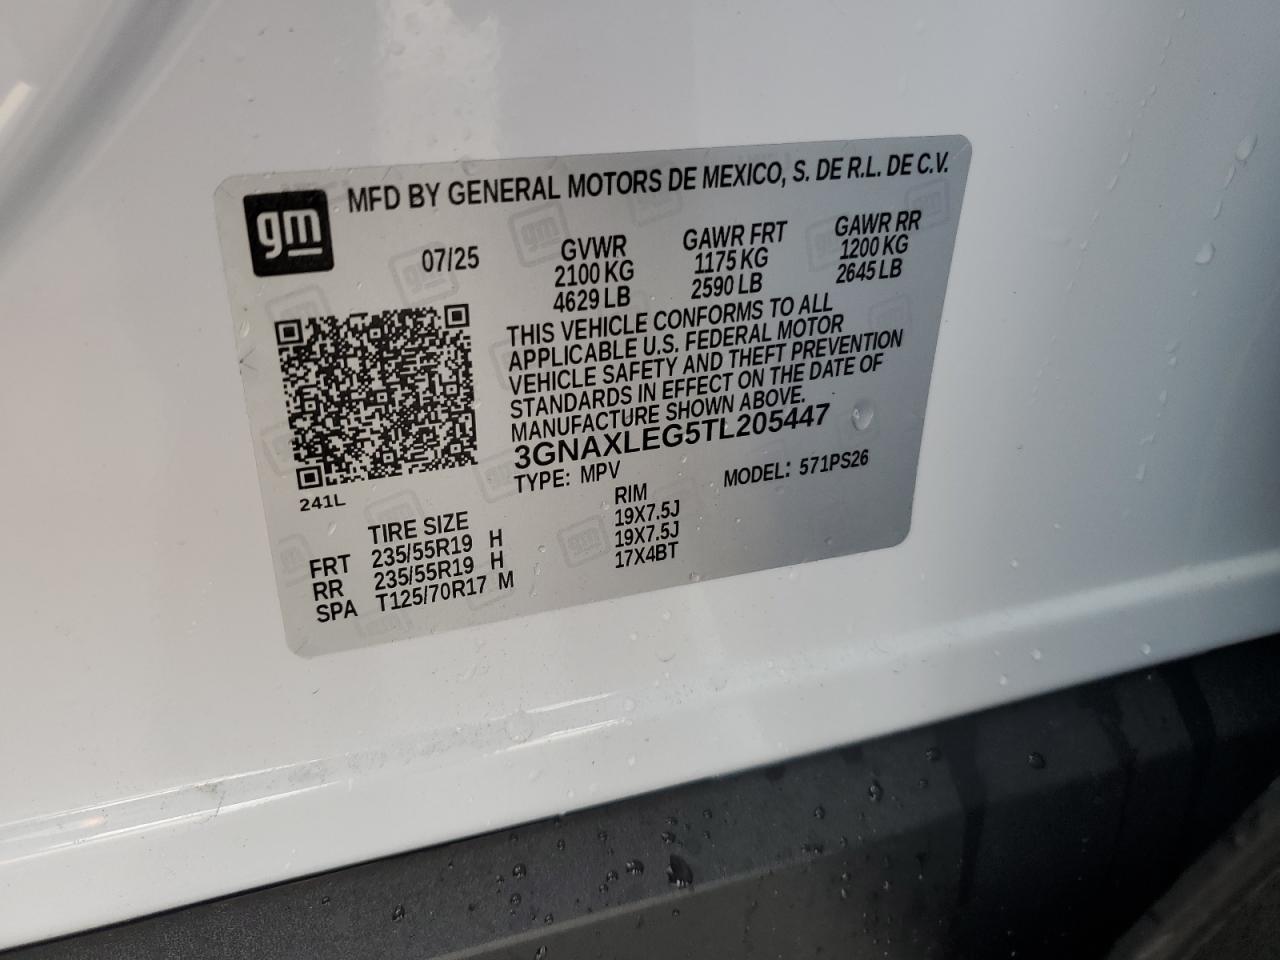 gm
MFD BY GENERAL MOTORS DE MEXICO, S. DE R.L. DE C.V.
07/25
GVWR
2100 KG
4629 LB
GAWR FRT
1175 KG
2590 LB
GAWR RR
1200 KG
2645 LB
THIS VEHICLE CONFORMS TO ALL
APPLICABLE U.S. FEDERAL MOTOR
VEHICLE SAFETY AND THEFT PREVENTION
STANDARDS IN EFFECT ON THE DATE OF
MANUFACTURE SHOWN ABOVE.
3GNAXLEG5TL205447
TYPE: MPV MODEL: 571PS26
241L
TIRE SIZE RIM
FRT 235/55R19 H 19X7.5J
RR 235/55R19 H 19X7.5J
SPA T125/70R17 M 17X4BT